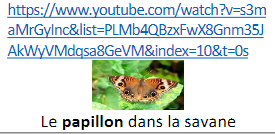 https://www.youtube.com/watch?v=s3m
aMrGyInc&list=PLMb4QBzxFwX8Gnm35J
AkWyVMdqsa8GeVM&index=10&t=0s
Le papillon dans la savane